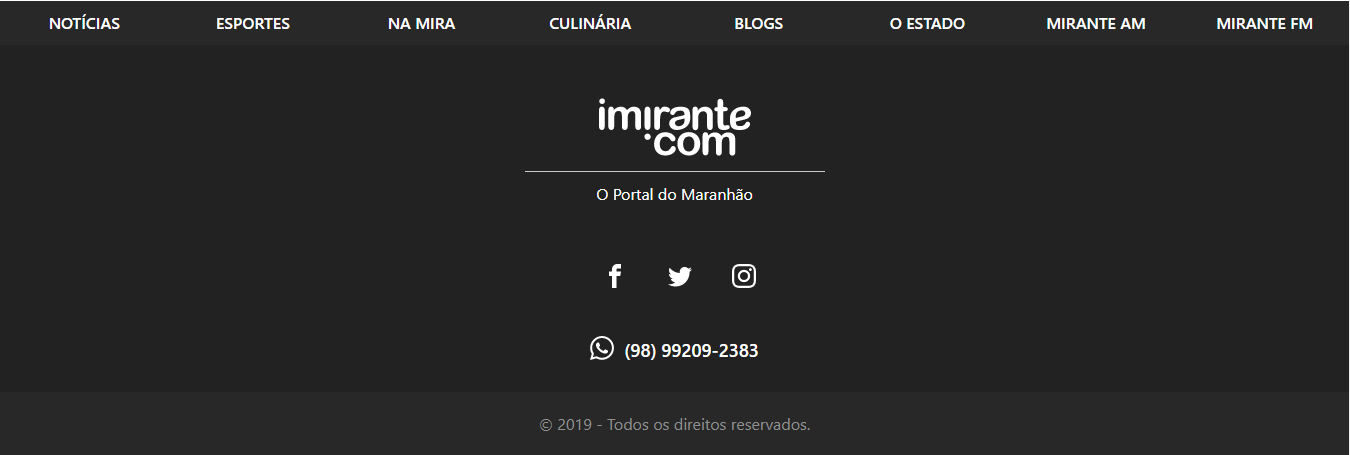 NOTÍCIAS ESPORTES NA MIRA CULINÁRIA BLOGS O ESTADO MIRANTE AM MIRANTE FM
imirante
.com
O Portal do Maranhão
(98) 99209-2383
© 2019 - Todos os direitos reservados.